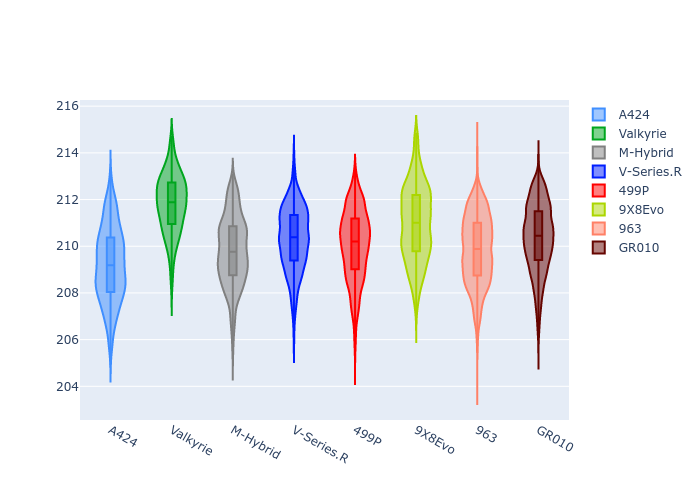 216
214
212
210
208
206
204
A424
Valkyrie
M-Hybrid
V-Series.R
499P
9X8Evo
963
GR010
A424
Valkyrie
M-Hybrid
V-Series.R
499P
9X8Evo
963
GR010